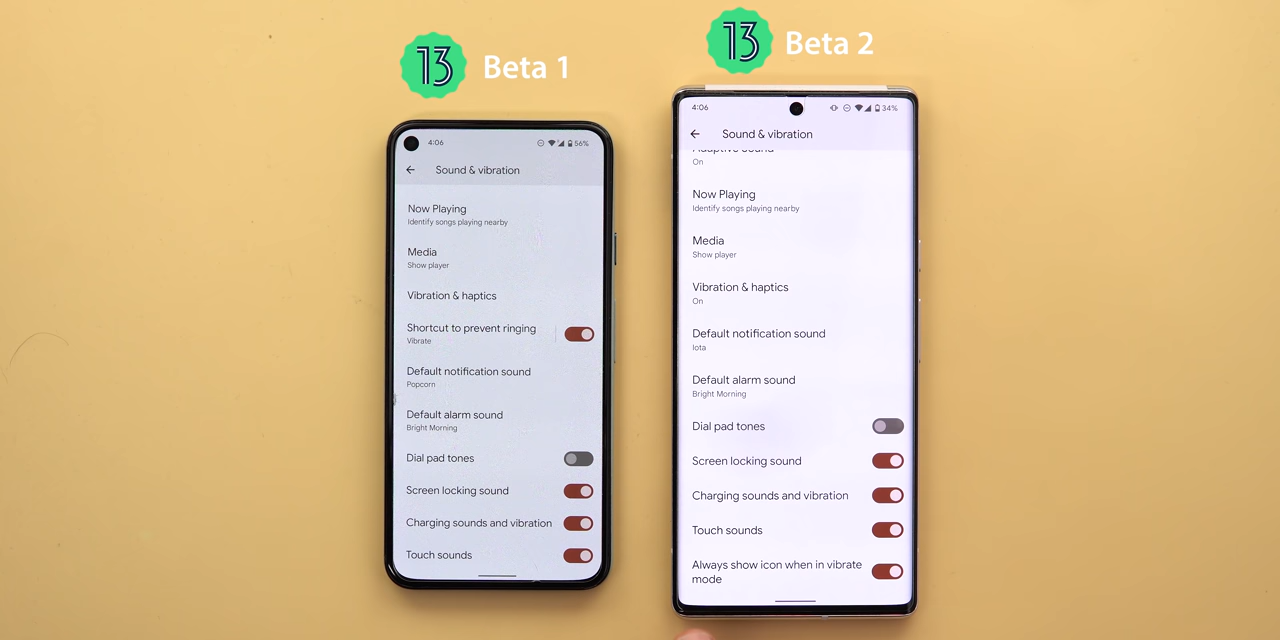 13
Beta 1
4:06
56%
Sound & vibration
Now Playing
Identify songs playing nearby
Media
Show player
Vibration & haptics
Shortcut to prevent ringing
Vibrate
Default notification sound
Popcorn
Default alarm sound
Bright Morning
Dial pad tones
Screen locking sound
Charging sounds and vibration
Touch sounds
13
Beta 2
4:06
34%
Sound & vibration
Adaptive sound
On
Now Playing
Identify songs playing nearby
Media
Show player
Vibration & haptics
On
Default notification sound
Iota
Default alarm sound
Bright Morning
Dial pad tones
Screen locking sound
Charging sounds and vibration
Touch sounds
Always show icon when in vibrate
mode